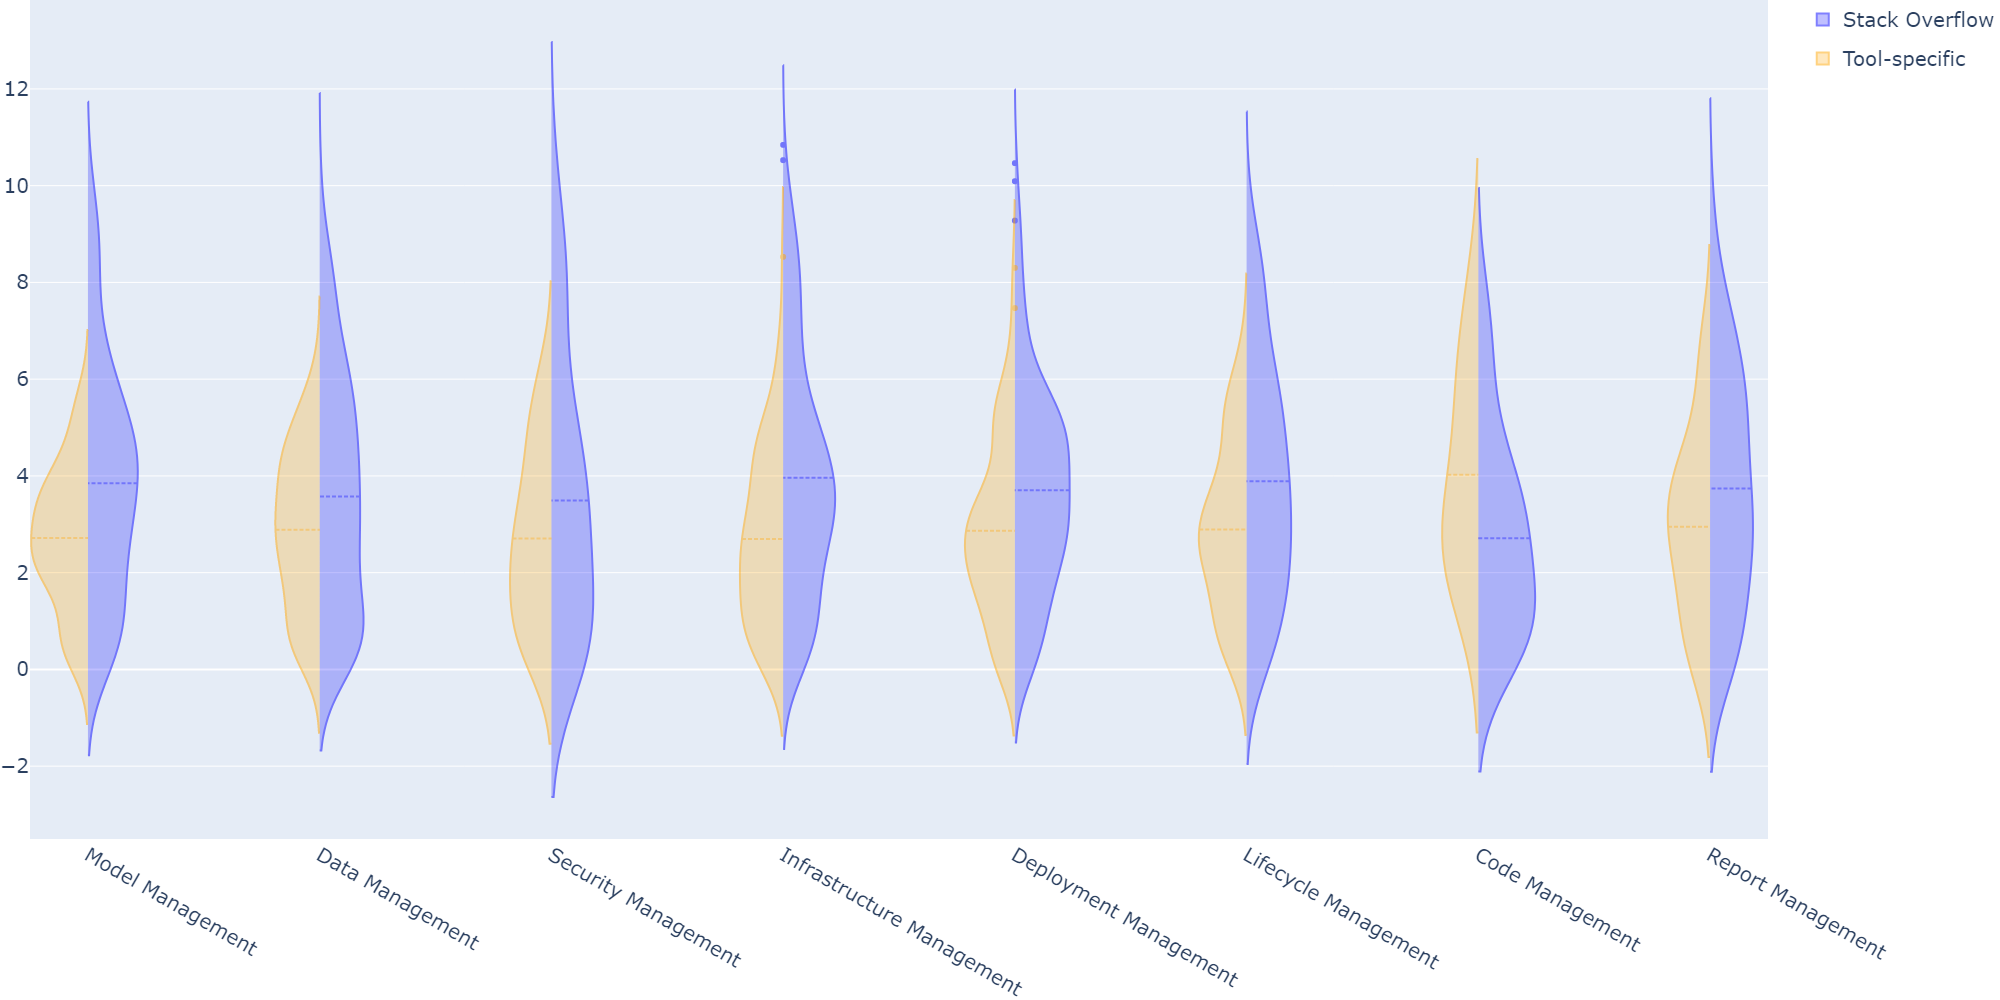 Stack Overflow
Tool-specific
12
10
8
6
4
2
0
−2
Model Management
Data Management
Security Management
Infrastructure Management
Deployment Management
Lifecycle Management
Code Management
Report Management